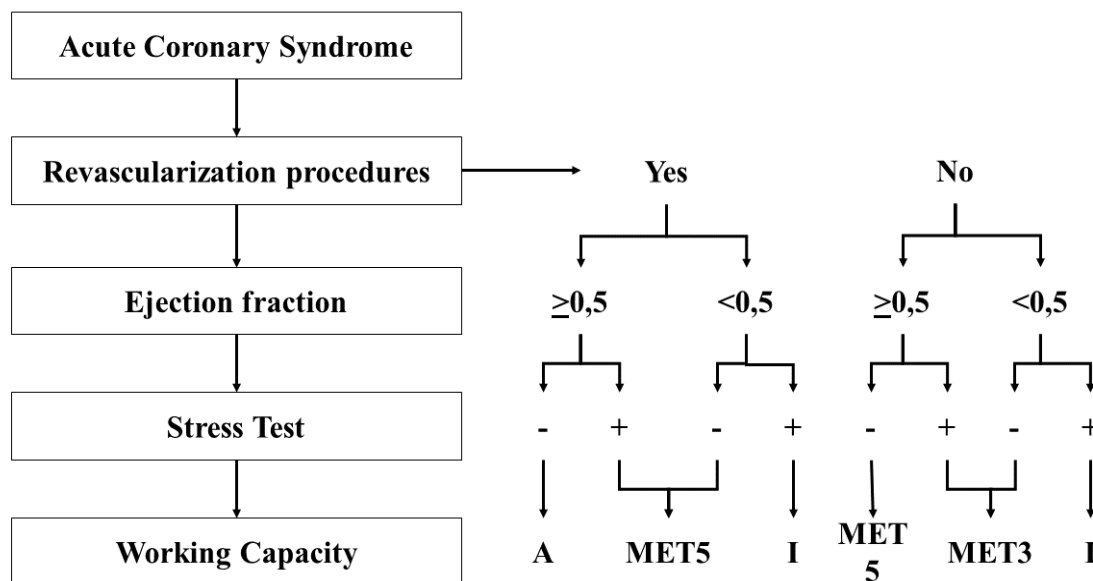 Acute Coronary Syndrome
Revascularization procedures
Yes
No
Ejection fraction
≥0,5
<0,5
≥0,5
<0,5
Stress Test
-
+
-
+
-
+
-
+
Working Capacity
A
MET5
I
MET
5
MET3
I